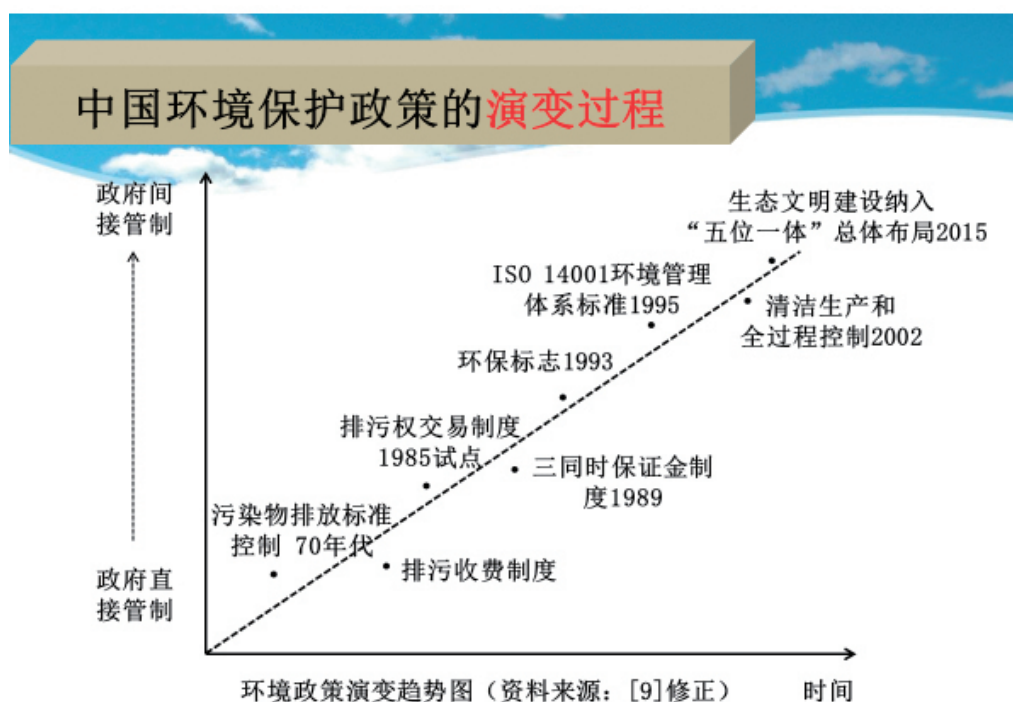 中国环境保护政策的演变过程
政府间
接管制
生态文明建设纳入
“五位一体”总体布局2015
ISO 14001环境管理
体系标准1995
清洁生产和
全过程控制2002
环保标志1993
排污权交易制度
1985试点
三同时保证金制
度1989
污染物排放标准
控制 70年代
排污收费制度
政府直
接管制
环境政策演变趋势图（资料来源：[9]修正）
时间